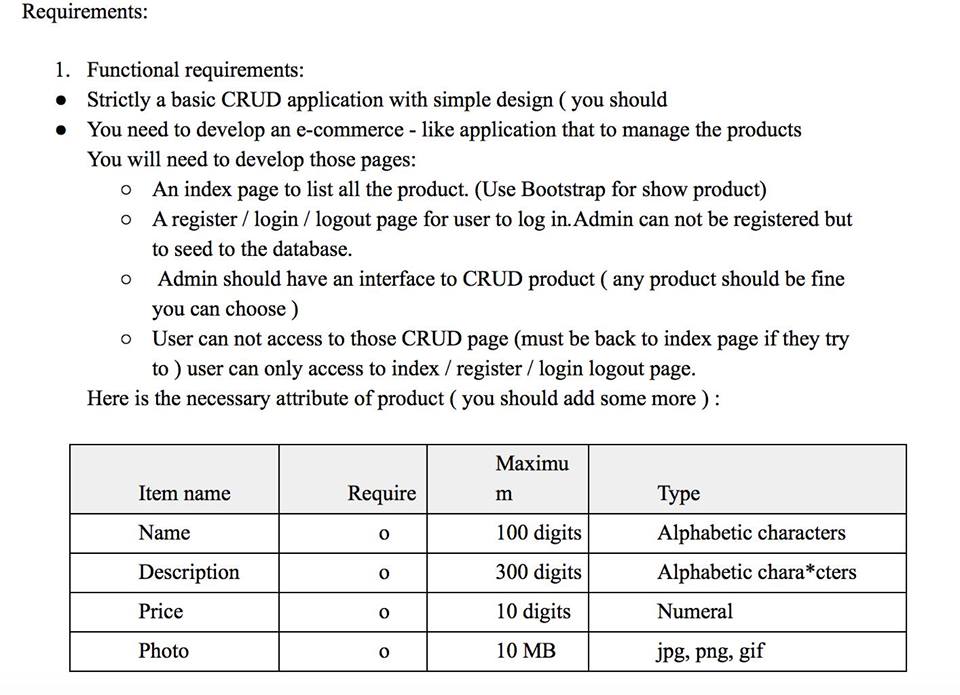 Requirements:
1. Functional requirements:
● Strictly a basic CRUD application with simple design ( you should
● You need to develop an e-commerce - like application that to manage the products
You will need to develop those pages:
○ An index page to list all the product. (Use Bootstrap for show product)
○ A register / login / logout page for user to log in.Admin can not be registered but
to seed to the database.
○ Admin should have an interface to CRUD product ( any product should be fine
you can choose )
○ User can not access to those CRUD page (must be back to index page if they try
to ) user can only access to index / register / login logout page.
Here is the necessary attribute of product ( you should add some more ) :
Maximu
Item name Require m Type
Name o 100 digits Alphabetic characters
Description o 300 digits Alphabetic chara*cters
Price o 10 digits Numeral
Photo o 10 MB jpg, png, gif